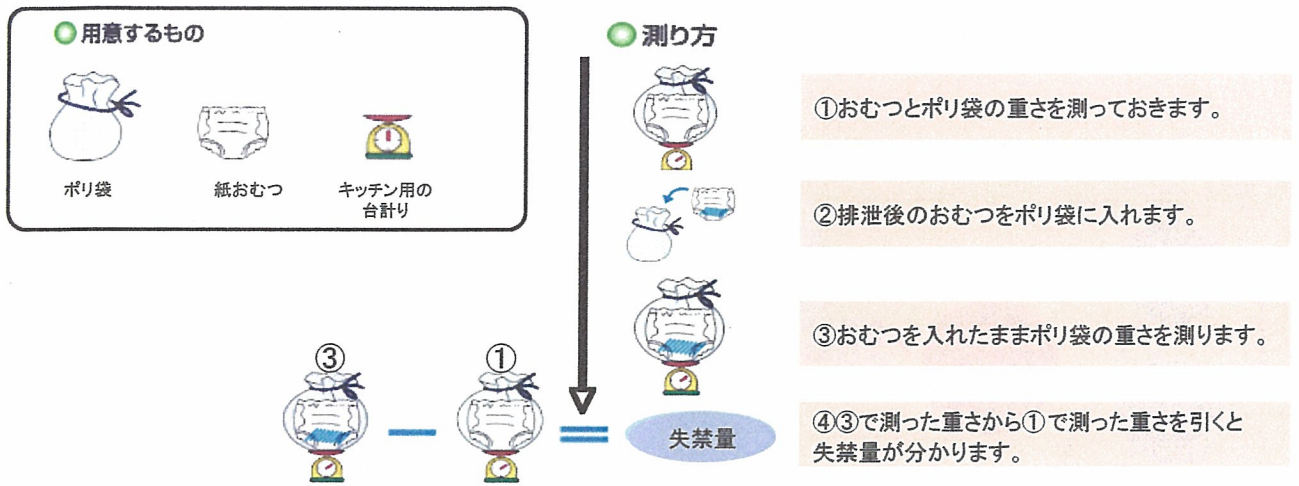 用意するもの
ポリ袋
紙おむつ
キッチン用の
台計り
測り方
①おむつとポリ袋の重さを測っておきます。
②排泄後のおむつをポリ袋に入れます。
③おむつを入れたままポリ袋の重さを測ります。
④③で測った重さから①で測った重さを引くと
失禁量が分かります。
③
①
失禁量